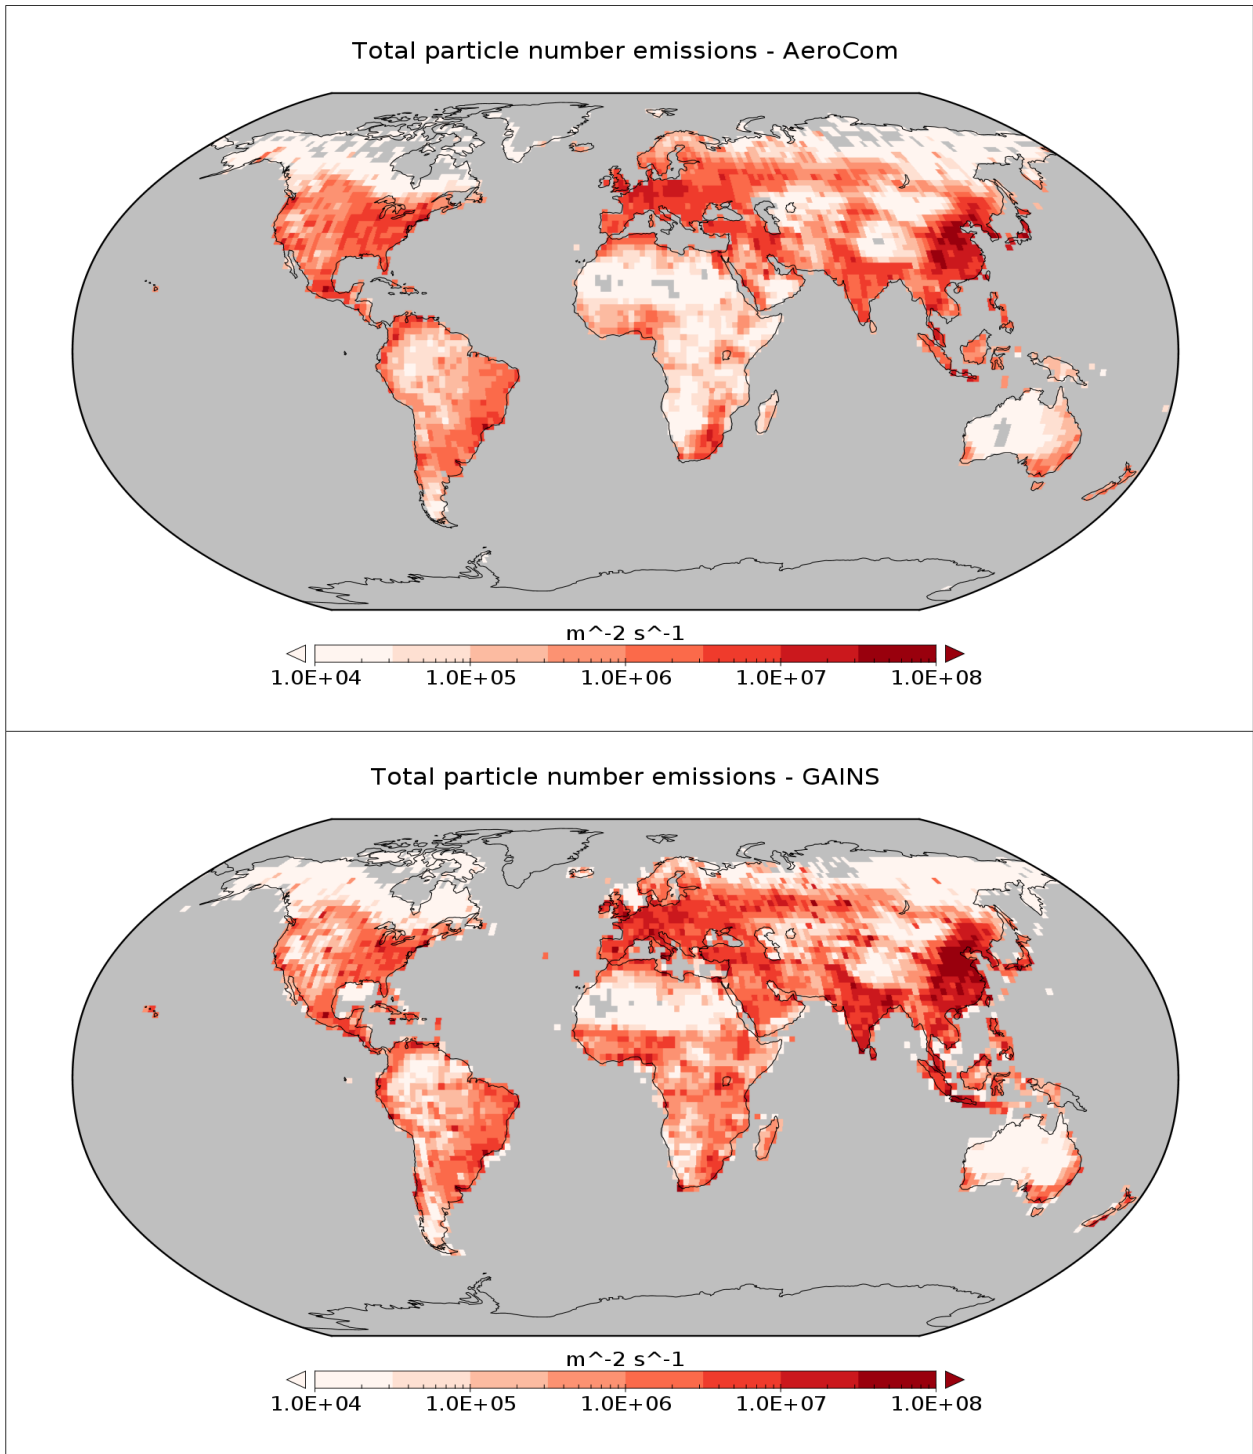 Total particle number emissions - AeroCom
m^-2 s^-1
1.0E+04 1.0E+05 1.0E+06 1.0E+07 1.0E+08
Total particle number emissions - GAINS
m^-2 s^-1
1.0E+04 1.0E+05 1.0E+06 1.0E+07 1.0E+08